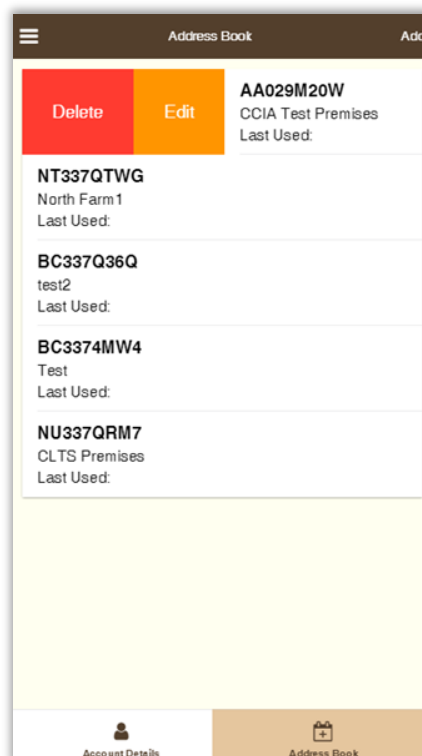 Address Book
Add
Delete
Edit
AA029M20W
CCIA Test Premises
Last Used:
NT337QTWG
North Farm1
Last Used:
BC337Q36Q
test2
Last Used:
BC3374MW4
Test
Last Used:
NU337QRM7
CLTS Premises
Last Used:
Account Details
Address Book